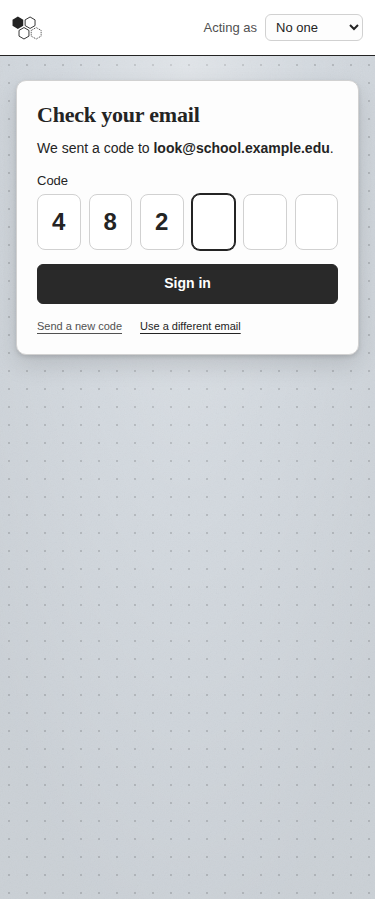 Acting as No one
Check your email
We sent a code to look@school.example.edu.
Code
4 8 2
Sign in
Send a new code Use a different email